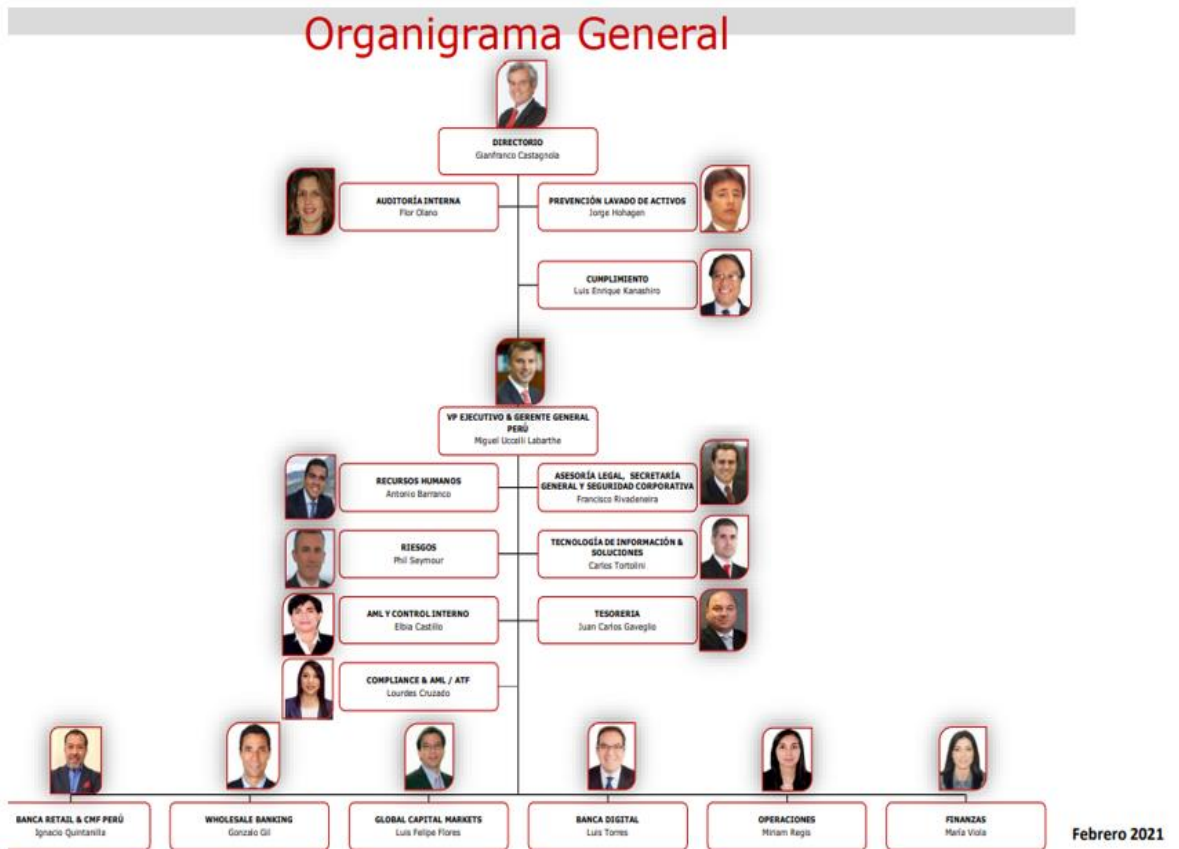 Organigrama General
DIRECTORIO
Gianfranco Castagnola
AUDITORÍA INTERNA
Flor Olano
PREVENCIÓN LAVADO DE ACTIVOS
Jorge Hohagen
CUMPLIMIENTO
Luis Enrique Kanashiro
VP EJECUTIVO & GERENTE GENERAL
PERÚ
Miguel Uccelli Labarthe
RECURSOS HUMANOS
Antonio Barranco
ASESORÍA LEGAL, SECRETARÍA
GENERAL Y SEGURIDAD CORPORATIVA
Francisco Rivadeneira
RIESGOS
Phil Seymour
TECNOLOGÍA DE INFORMACIÓN &
SOLUCIONES
Carlos Tortolini
AML Y CONTROL INTERNO
Elbia Castillo
TESORERIA
Juan Carlos Gaveglio
COMPLIANCE & AML / ATF
Lourdes Cruzado
BANCA RETAIL & CMF PERÚ
Ignacio Quintanilla
WHOLESALE BANKING
Gonzalo Gil
GLOBAL CAPITAL MARKETS
Luis Felipe Flores
BANCA DIGITAL
Luis Torres
OPERACIONES
Miriam Regis
FINANZAS
María Viola
Febrero 2021